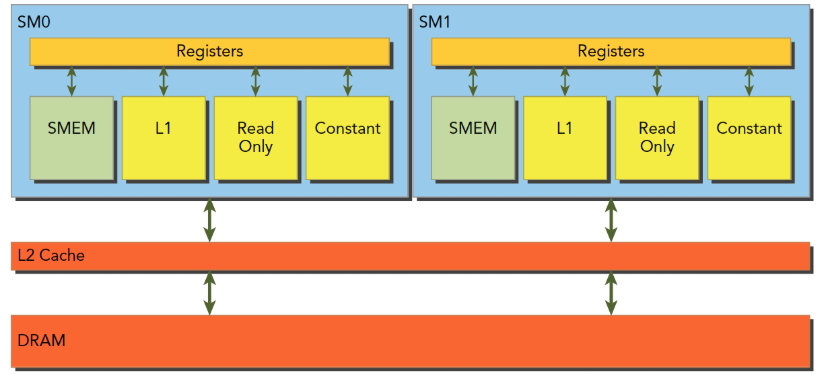 SM0
Registers
SMEM
L1
Read
Only
Constant
SM1
Registers
SMEM
L1
Read
Only
Constant
L2 Cache
DRAM